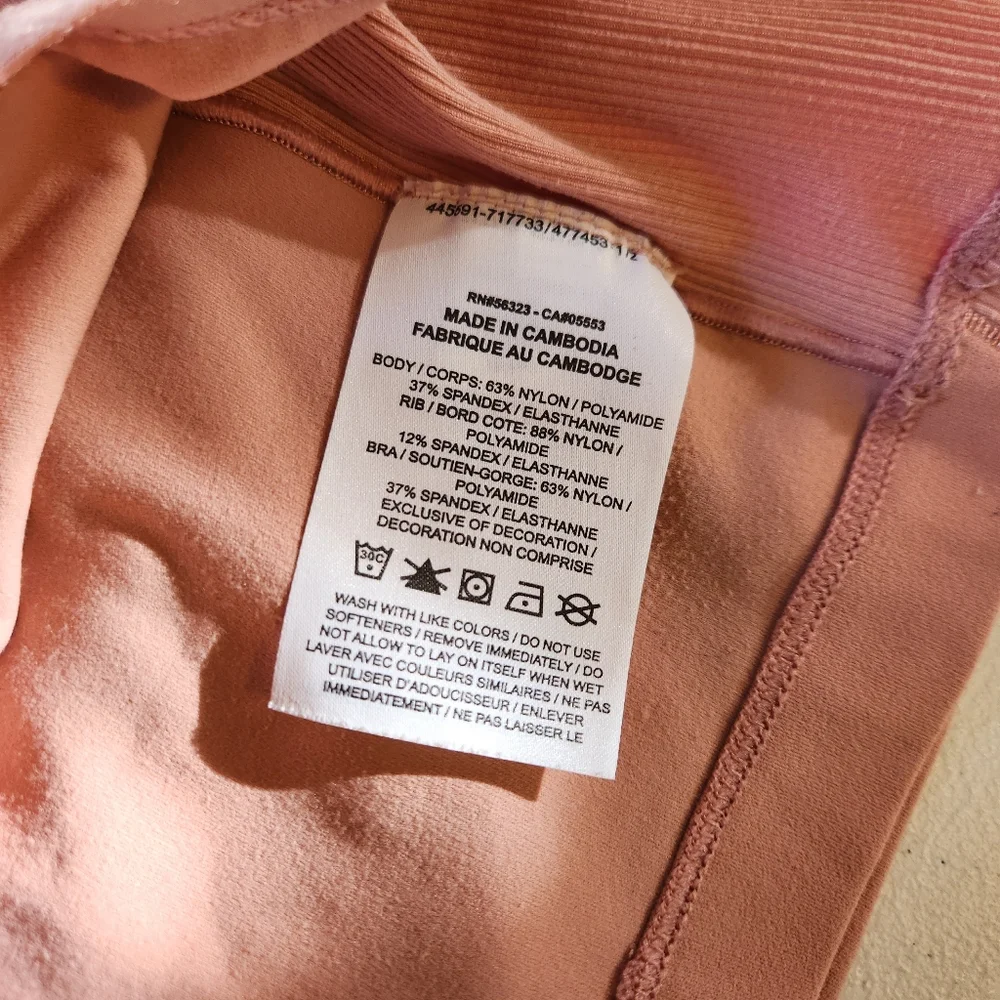 445691-717733/477453-1/2
RN#56323 - CA#05553
MADE IN CAMBODIA
FABRIQUE AU CAMBODGE
BODY / CORPS: 63% NYLON / POLYAMIDE
37% SPANDEX / ELASTHANNE
RIB / BORD COTE: 88% NYLON /
POLYAMIDE
12% SPANDEX / ELASTHANNE
BRA / SOUTIEN-GORGE: 63% NYLON /
POLYAMIDE
37% SPANDEX / ELASTHANNE
EXCLUSIVE OF DECORATION /
DECORATION NON COMPRISE
30C
WASH WITH LIKE COLORS / DO NOT USE
SOFTENERS / REMOVE IMMEDIATELY / DO
NOT ALLOW TO LAY ON ITSELF WHEN WET
LAVER AVEC COULEURS SIMILAIRES / NE PAS
UTILISER D'ADOUCISSEUR / ENLEVER
IMMEDIATEMENT / NE PAS LAISSER LE